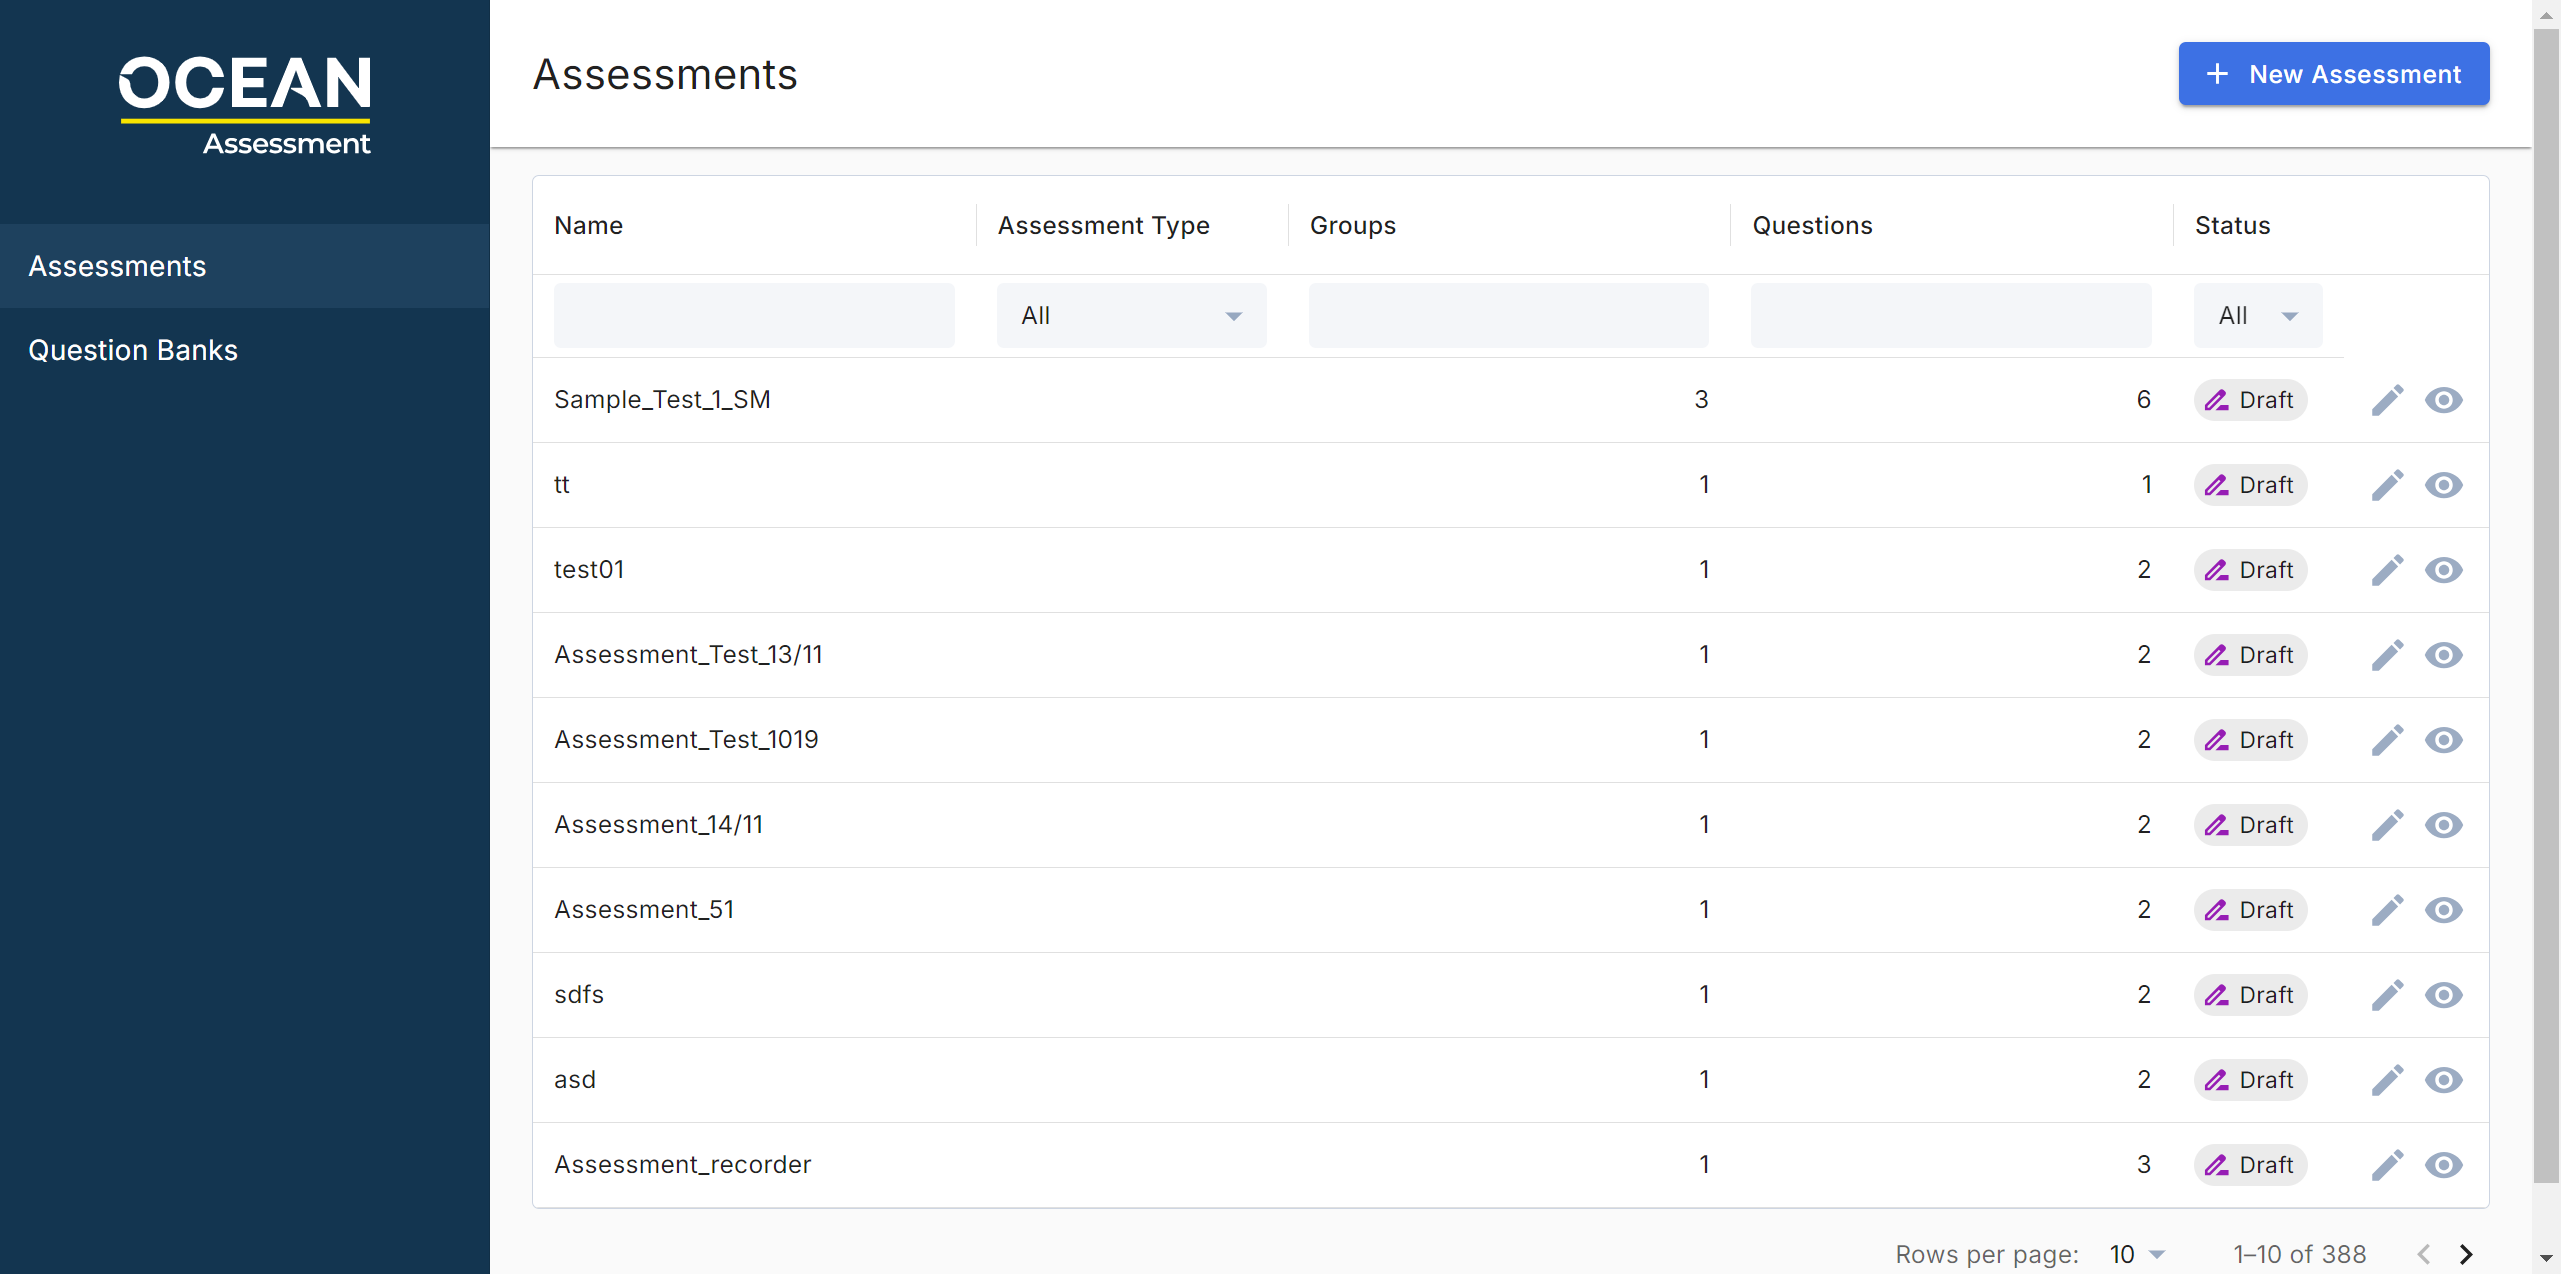 OCEAN
Assessment
Assessments
Question Banks
Assessments
New Assessment
Name Assessment Type Groups Questions Status
All All
Sample_Test_1_SM 3 6 Draft
tt 1 1 Draft
test01 1 2 Draft
Assessment_Test_13/11 1 2 Draft
Assessment_Test_1019 1 2 Draft
Assessment_14/11 1 2 Draft
Assessment_51 1 2 Draft
sdfs 1 2 Draft
asd 1 2 Draft
Assessment_recorder 1 3 Draft
Rows per page: 10 1–10 of 388